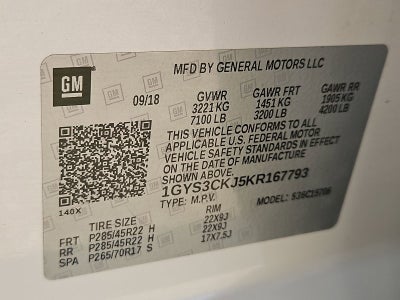 GM
MFD BY GENERAL MOTORS LLC
09/18 GVWR GAWR FRT GAWR RR
3221 KG 1451 KG 1905 KG
7100 LB 3200 LB 4200 LB
THIS VEHICLE CONFORMS TO ALL
APPLICABLE U.S. FEDERAL MOTOR
VEHICLE SAFETY STANDARDS IN EFFECT
ON THE DATE OF MANUFACTURE
SHOWN ABOVE.
1GYS3CKJ5KR167793
TYPE: M.P.V. MODEL:
140X
TIRE SIZE RIM
FRT P285/45R22 H 22X9J
RR P285/45R22 H 22X9J
SPA P265/70R17 S 17X7.5J